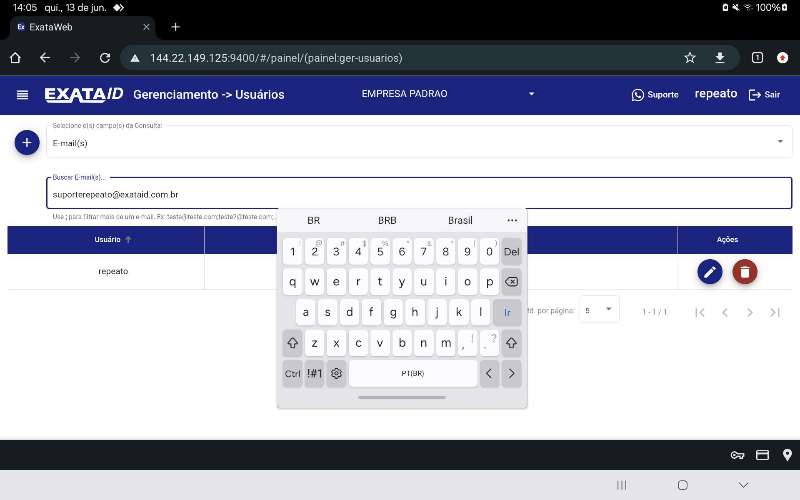 14:05 qui., 13 de jun.
100%
ExataWeb
144.22.149.125:9400/#/painel/(painel:ger-usuarios)
1
EXATAID Gerenciamento -> Usuários EMPRESA PADRAO Suporte repeato Sair
Selecione o(s) campo(s) da Consulta:
E-mail(s)
Buscar E-mail(s)...
suporterepeato@exataid.com.br
Use ; para filtrar mais de um e-mail. Ex: teste@teste.com;teste2@teste.com;...
Usuário Ações
repeato
por página: 5 1 - 1 / 1
BR BRB Brasil ...
1 2 3 4 5 6 7 8 9 0 Del
q w e r t y u i o p
a s d f g h j k l Ir
z x c v b n m , ! . ?
Ctrl !#1 PT(BR) < >